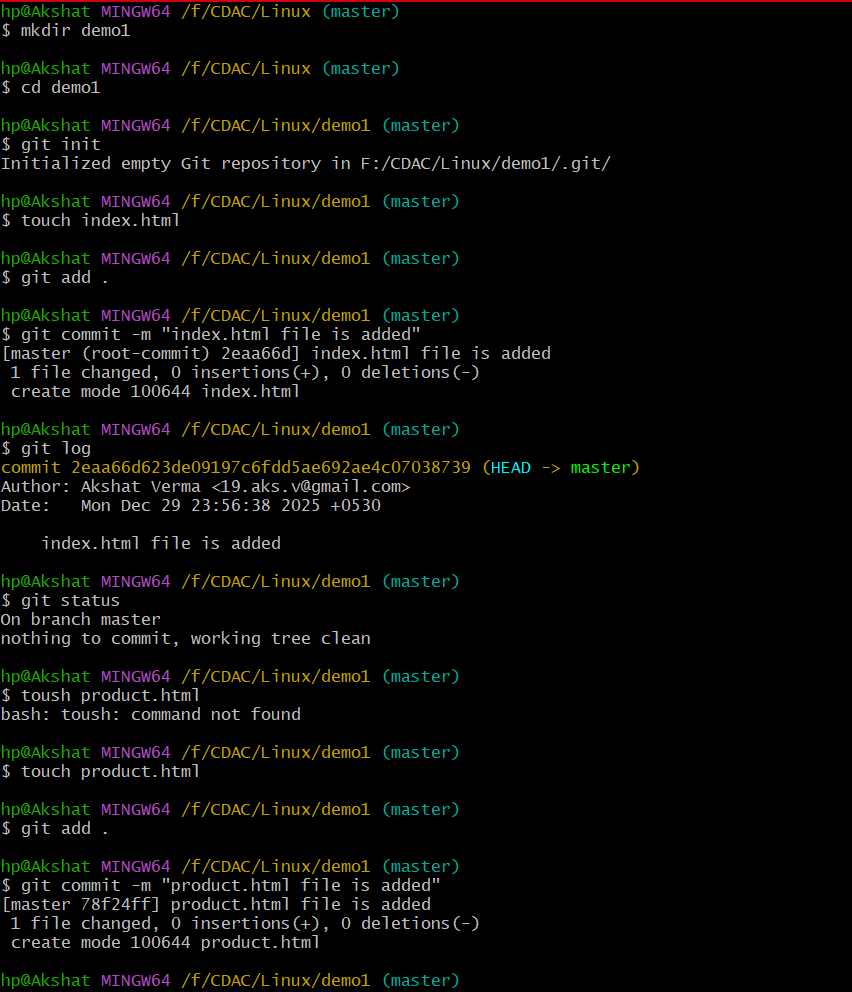 hp@Akshat MINGW64 /f/CDAC/Linux (master)
$ mkdir demo1
hp@Akshat MINGW64 /f/CDAC/Linux (master)
$ cd demo1
hp@Akshat MINGW64 /f/CDAC/Linux/demo1 (master)
$ git init
Initialized empty Git repository in F:/CDAC/Linux/demo1/.git/
hp@Akshat MINGW64 /f/CDAC/Linux/demo1 (master)
$ touch index.html
hp@Akshat MINGW64 /f/CDAC/Linux/demo1 (master)
$ git add .
hp@Akshat MINGW64 /f/CDAC/Linux/demo1 (master)
$ git commit -m "index.html file is added"
[master (root-commit) 2eaa66d] index.html file is added
 1 file changed, 0 insertions(+), 0 deletions(-)
 create mode 100644 index.html
hp@Akshat MINGW64 /f/CDAC/Linux/demo1 (master)
$ git log
commit 2eaa66d623de09197c6fdd5ae692ae4c07038739 (HEAD -> master)
Author: Akshat Verma <19.aks.v@gmail.com>
Date:   Mon Dec 29 23:56:38 2025 +0530
    index.html file is added
hp@Akshat MINGW64 /f/CDAC/Linux/demo1 (master)
$ git status
On branch master
nothing to commit, working tree clean
hp@Akshat MINGW64 /f/CDAC/Linux/demo1 (master)
$ toush product.html
bash: toush: command not found
hp@Akshat MINGW64 /f/CDAC/Linux/demo1 (master)
$ touch product.html
hp@Akshat MINGW64 /f/CDAC/Linux/demo1 (master)
$ git add .
hp@Akshat MINGW64 /f/CDAC/Linux/demo1 (master)
$ git commit -m "product.html file is added"
[master 78f24ff] product.html file is added
 1 file changed, 0 insertions(+), 0 deletions(-)
 create mode 100644 product.html
hp@Akshat MINGW64 /f/CDAC/Linux/demo1 (master)